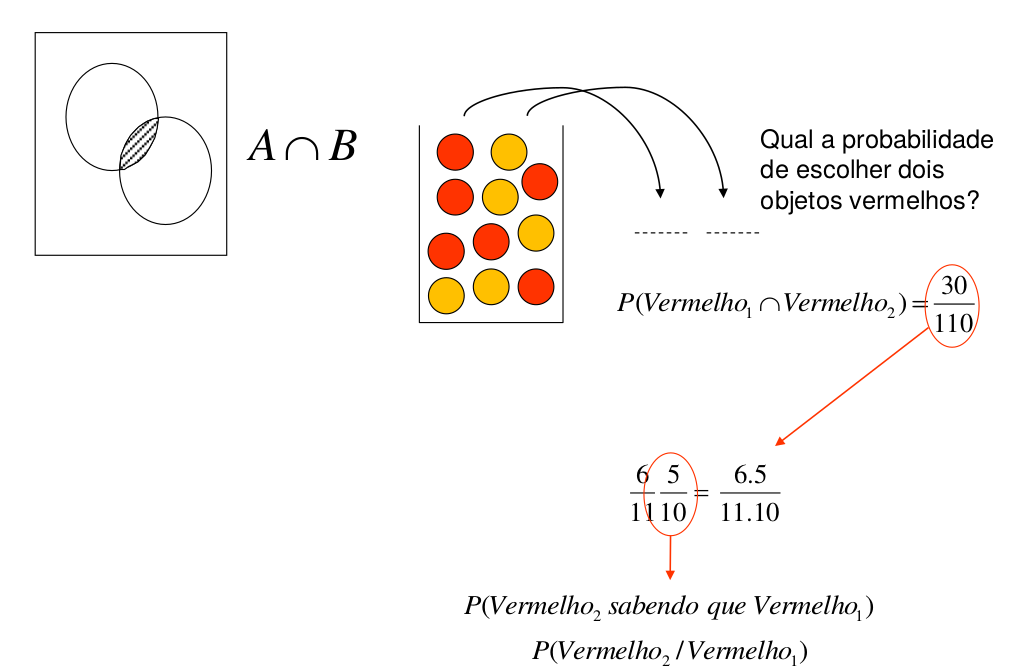 A ∩ B
Qual a probabilidade
de escolher dois
objetos vermelhos?
------- -------
P(Vermelho₁ ∩ Vermelho₂) = 30/110
6/11 5/10 = 6.5/11.10
P(Vermelho₂ sabendo que Vermelho₁)
P(Vermelho₂ / Vermelho₁)